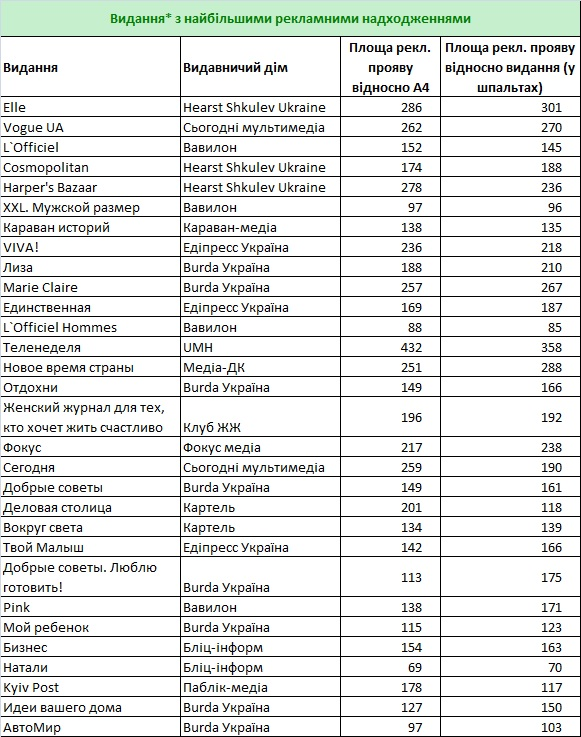 Видання* з найбільшими рекламними надходженнями
Видання Видавничий дім Площа рекл. прояву відносно А4 Площа рекл. прояву відносно видання (у шпальтах)
Elle Hearst Shkulev Ukraine 286 301
Vogue UA Сьогодні мультимедіа 262 270
L`Officiel Вавилон 152 145
Cosmopolitan Hearst Shkulev Ukraine 174 188
Harper's Bazaar Hearst Shkulev Ukraine 278 236
XXL. Мужской размер Вавилон 97 96
Караван историй Караван-медіа 138 135
VIVA! Едіпресс Україна 236 218
Лиза Burda Україна 188 210
Marie Claire Burda Україна 257 267
Единственная Едіпресс Україна 169 187
L`Officiel Hommes Вавилон 88 85
Теленеделя UMH 432 358
Новое время страны Медіа-ДК 251 288
Отдохни Burda Україна 149 166
Женский журнал для тех,
кто хочет жить счастливо Клуб ЖЖ 196 192
Фокус Фокус медіа 217 238
Сегодня Сьогодні мультимедіа 259 190
Добрые советы Burda Україна 149 161
Деловая столица Картель 201 118
Вокруг света Картель 134 139
Твой Малыш Едіпресс Україна 142 166
Добрые советы. Люблю
готовить! Burda Україна 113 175
Pink Вавилон 138 171
Мой ребенок Burda Україна 115 123
Бизнес Бліц-інформ 154 163
Натали Бліц-інформ 69 70
Kyiv Post Паблік-медіа 178 117
Идеи вашего дома Burda Україна 127 150
АвтоМир Burda Україна 97 103